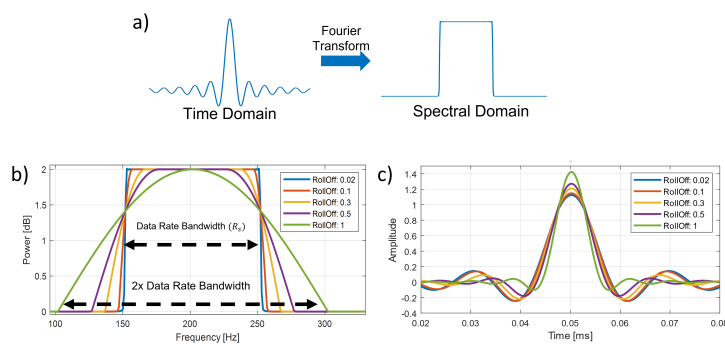 a)
Fourier
Transform
Time Domain
Spectral Domain
b)
Power [dB]
2
1.5
1
0.5
0
RollOff: 0.02
RollOff: 0.1
RollOff: 0.3
RollOff: 0.5
RollOff: 1
Data Rate Bandwidth (Rs)
2x Data Rate Bandwidth
100 150 200 250 300
Frequency [Hz]
c)
Amplitude
1.4
1.2
1
0.8
0.6
0.4
0.2
0
-0.2
-0.4
RollOff: 0.02
RollOff: 0.1
RollOff: 0.3
RollOff: 0.5
RollOff: 1
0.02 0.03 0.04 0.05 0.06 0.07 0.08
Time [ms]